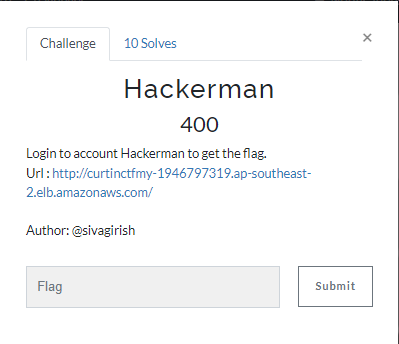 Challenge
10 Solves
×
Hackerman
400
Login to account Hackerman to get the flag.
Url : http://curtinctfmy-1946797319.ap-southeast-
2.elb.amazonaws.com/
Author: @sivagirish
Flag
Submit